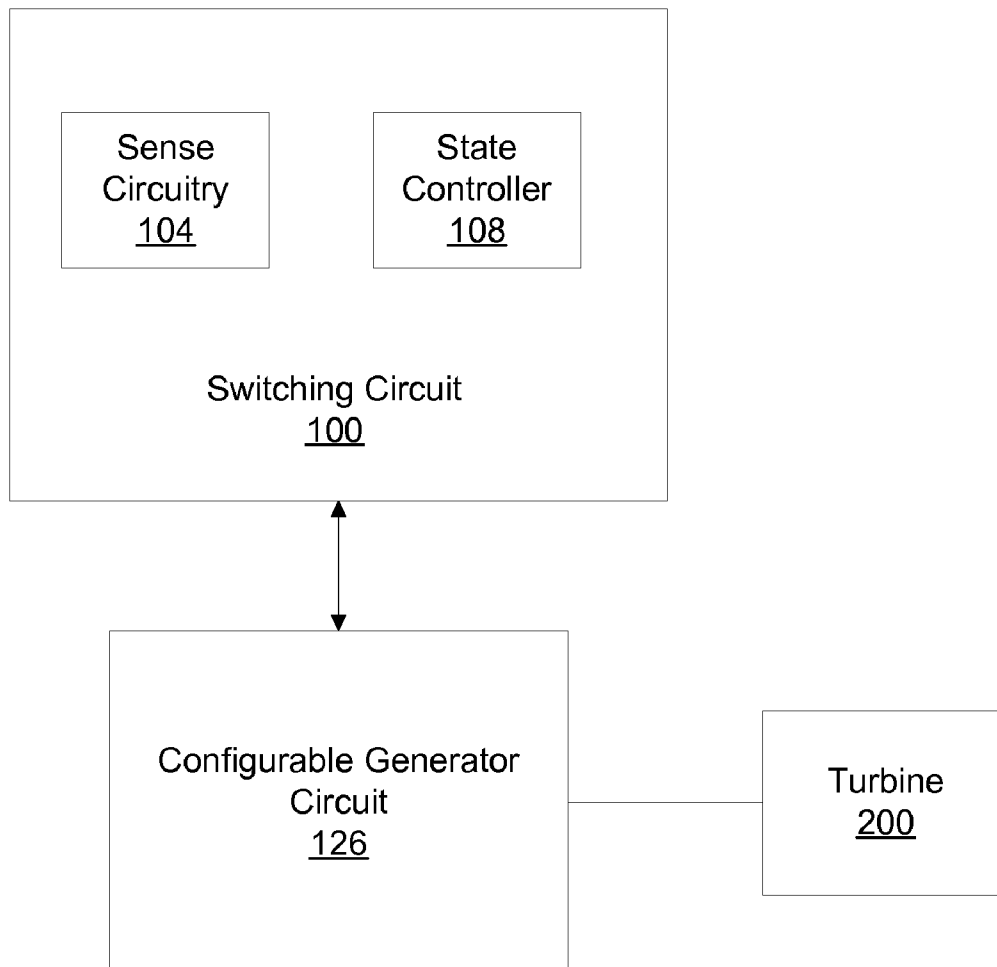 Sense
Circuitry
104
State
Controller
108
Switching Circuit
100
Configurable Generator
Circuit
126
Turbine
200